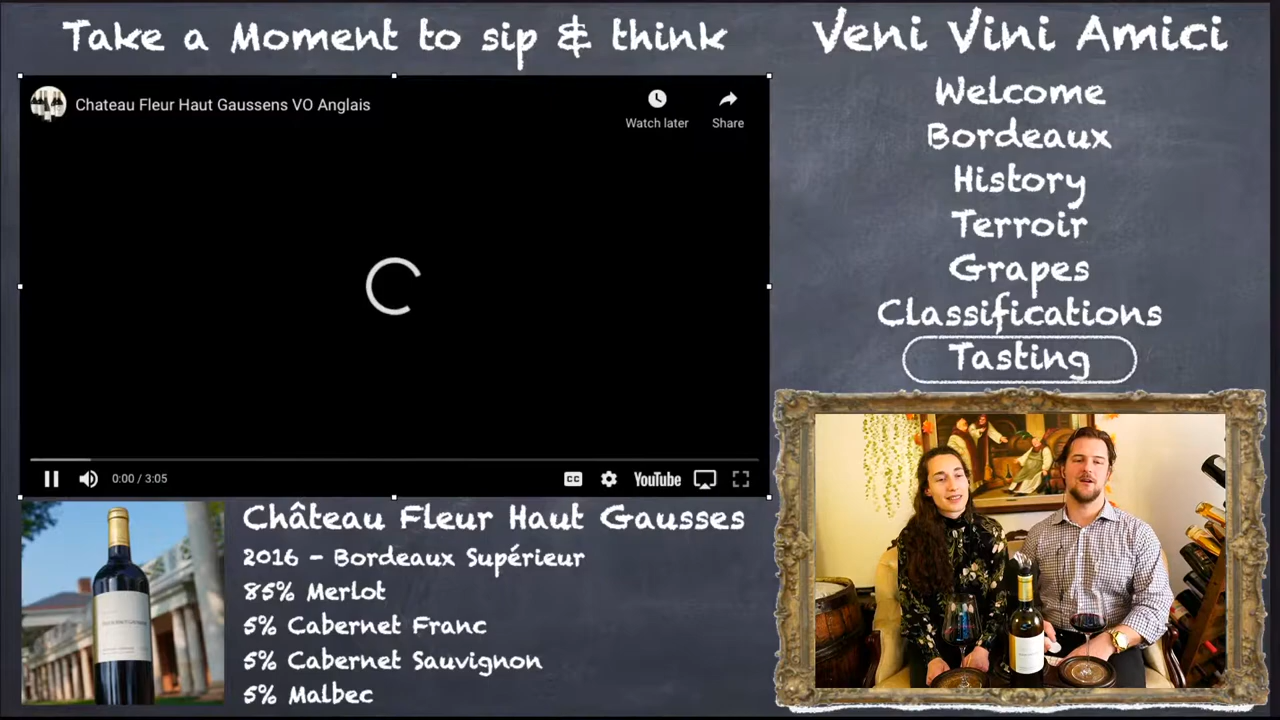 Take a Moment to sip & think
Veni Vini Amici
Chateau Fleur Haut Gaussens VO Anglais
Watch later
Share
Welcome
Bordeaux
History
Terroir
Grapes
Classifications
Tasting
0:00 / 3:05
CC
YouTube
Château Fleur Haut Gausses
2016 - Bordeaux Supérieur
85% Merlot
5% Cabernet Franc
5% Cabernet Sauvignon
5% Malbec